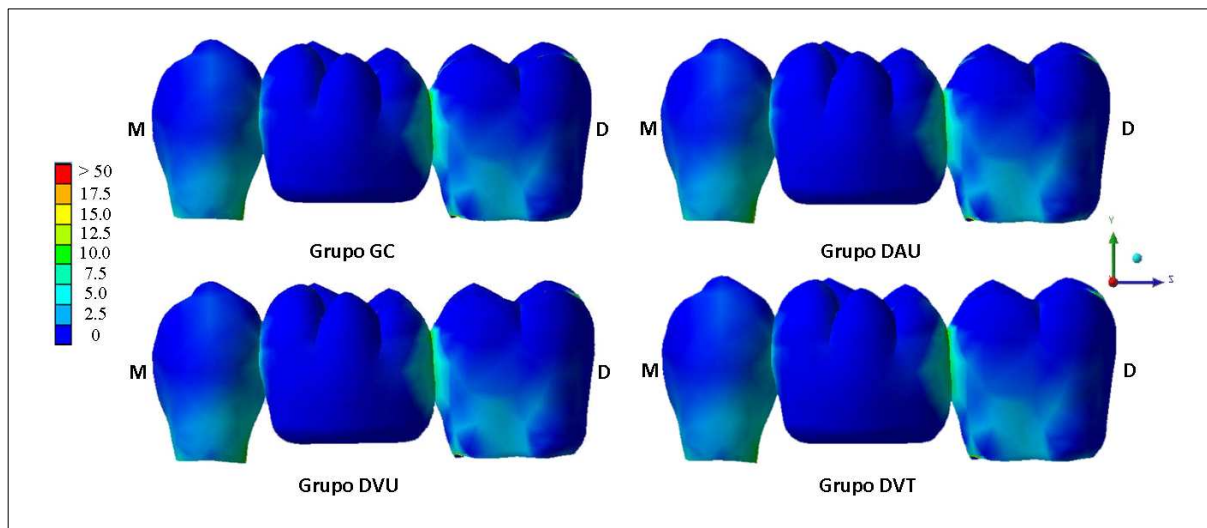 M
D
M
D
> 50
17.5
15.0
12.5
10.0
7.5
5.0
2.5
0
Grupo GC
Grupo DAU
Y
Z
M
D
M
D
Grupo DVU
Grupo DVT